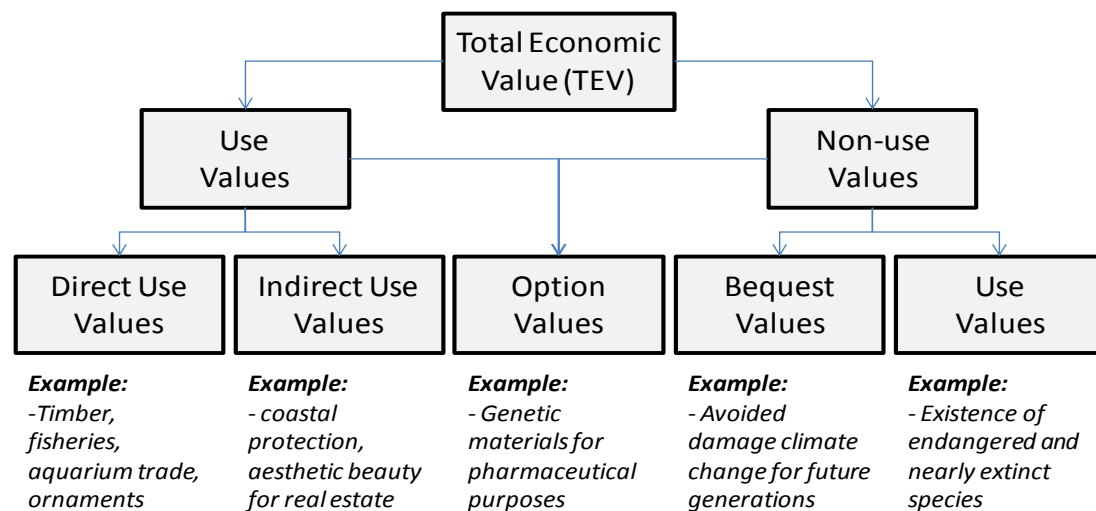 Total Economic
Value (TEV)
Use
Values
Non-use
Values
Direct Use
Values
Indirect Use
Values
Option
Values
Bequest
Values
Use
Values
Example:
-Timber,
fisheries,
aquarium trade,
ornaments
Example:
- coastal
protection,
aesthetic beauty
for real estate
Example:
- Genetic
materials for
pharmaceutical
purposes
Example:
- Avoided
damage climate
change for future
generations
Example:
- Existence of
endangered and
nearly extinct
species